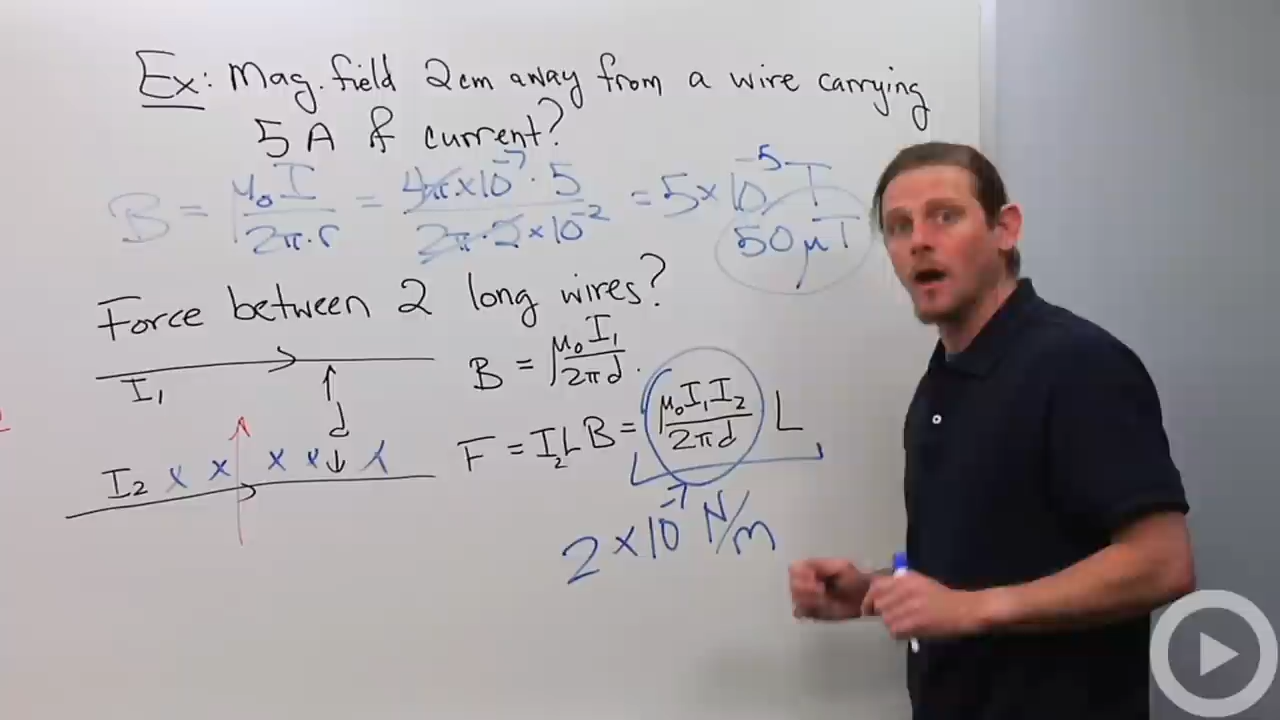 Ex: Mag. field 2cm away from a wire carrying
5A of current?
B = μ₀I / 2π·r = 4π×10⁻⁷·5 / 2π·2×10⁻² = 5×10⁻⁵ T
50μT
Force between 2 long wires?
I₁
d
I₂ x x x x x
B = μ₀I₁ / 2πd.
F = I₂LB = μ₀I₁I₂ / 2πd L
2×10⁻⁷ N/m